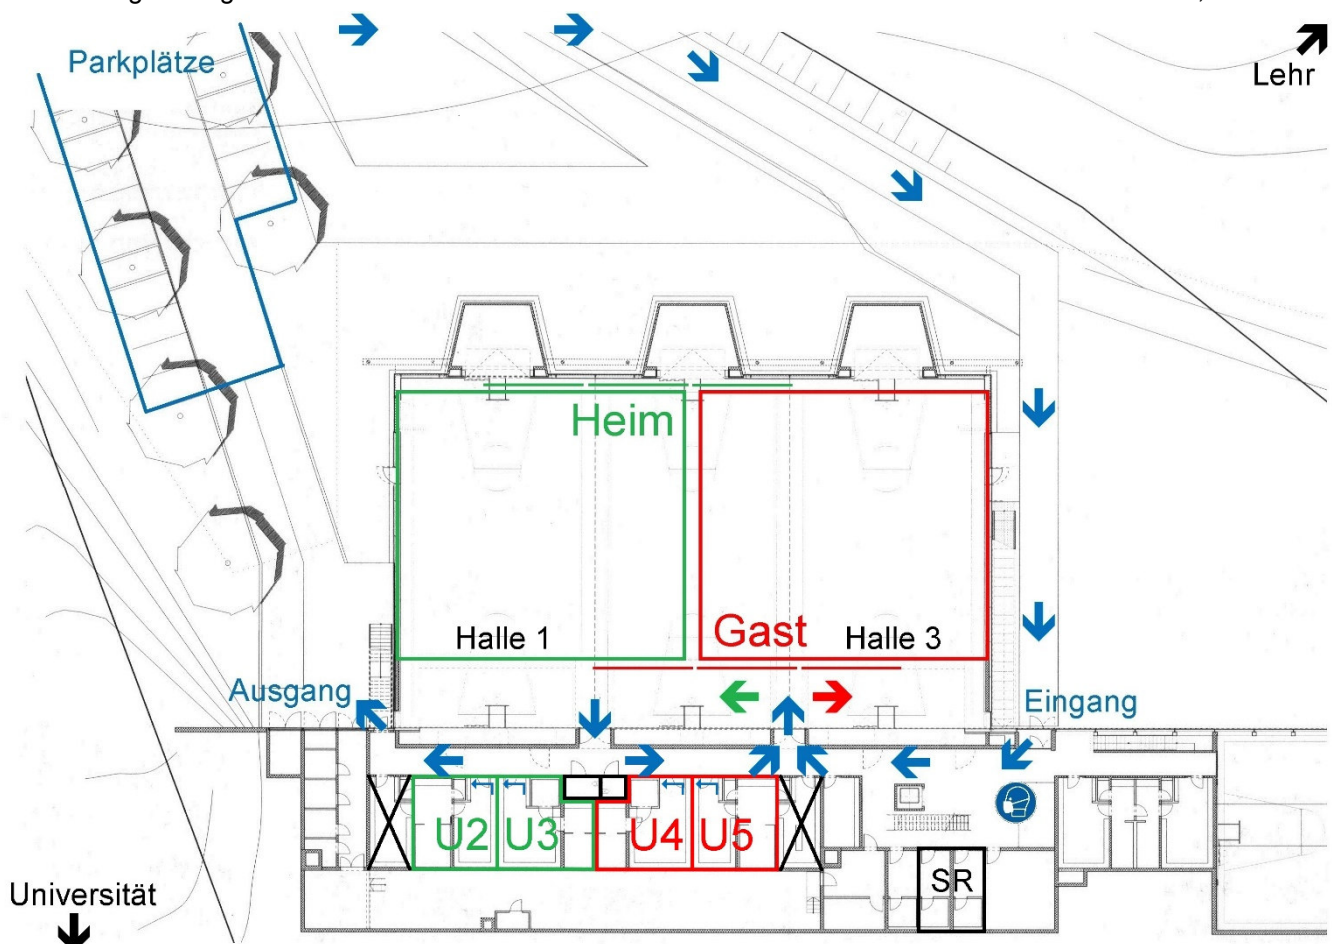 Parkplätze
Lehr
Heim
Halle 1
Gast
Halle 3
Ausgang
Eingang
U2
U3
U4
U5
SR
Universität